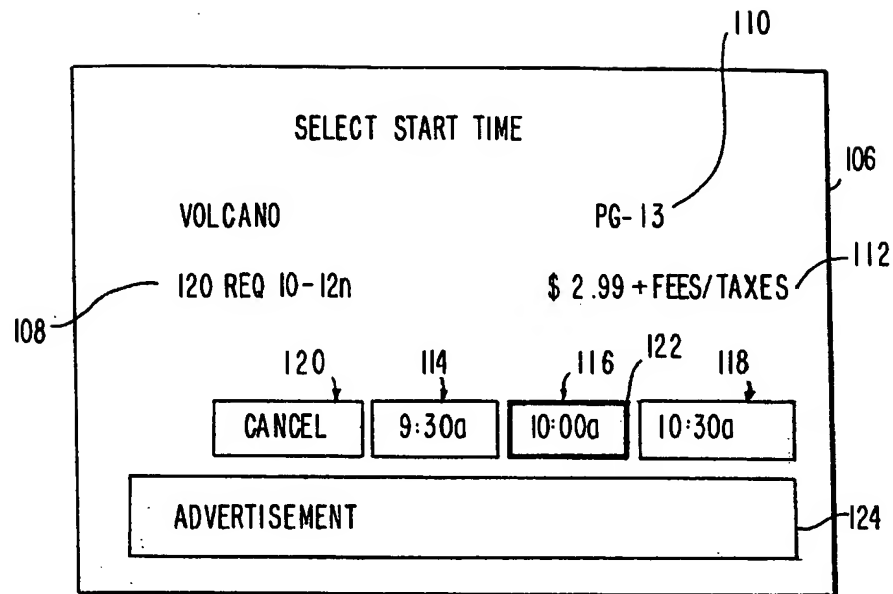 110
SELECT START TIME
106
VOLCANO PG-13
112
120 REQ 10-12n $ 2.99 + FEES/TAXES
108
120 114 116 122 118
CANCEL 9:30a 10:00a 10:30a
ADVERTISEMENT
124